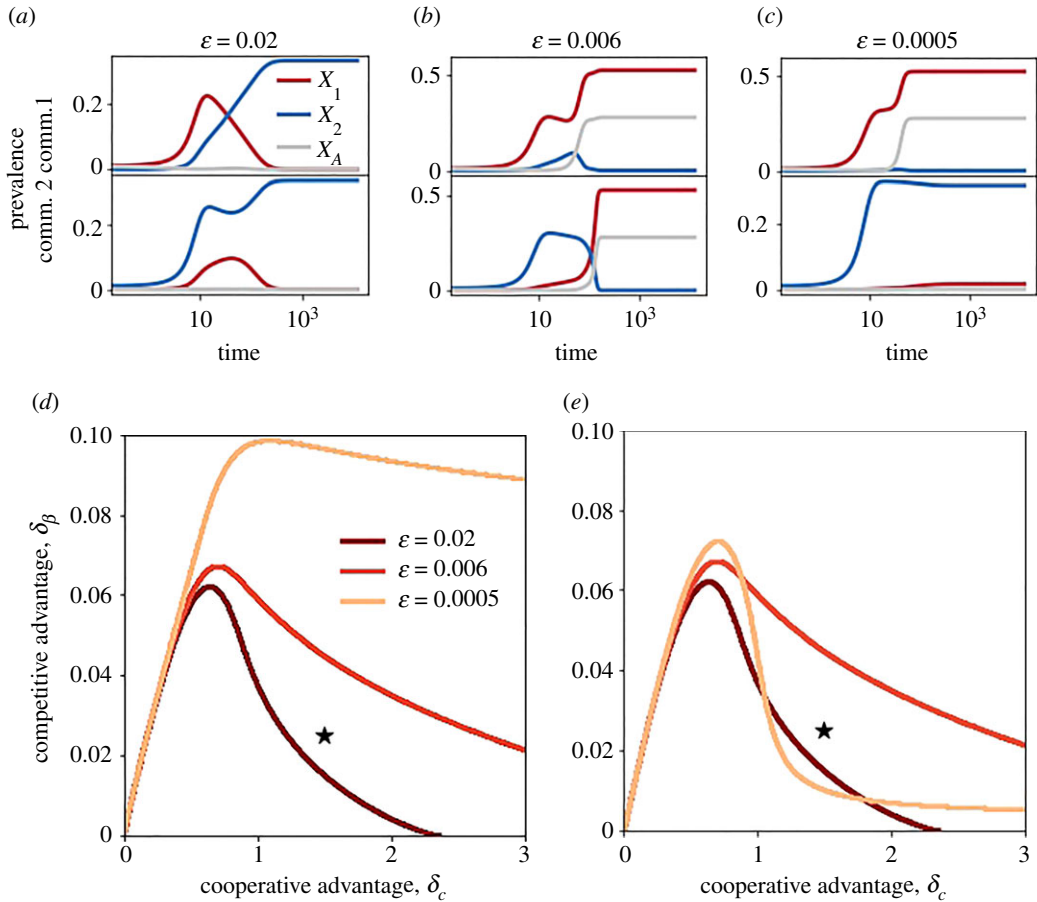 (a) (b) (c)
ε = 0.02 ε = 0.006 ε = 0.0005
prevalence
comm. 2 comm.1
0.2
0
0.2
0
X1
X2
XA
10 10³
time
0.5
0
0.5
0
10 10³
time
0.5
0
0.2
0
10 10³
time
(d) (e)
competitive advantage, δβ
0.10
0.08
0.06
0.04
0.02
0
ε = 0.02
ε = 0.006
ε = 0.0005
0 1 2 3
cooperative advantage, δc
0.10
0.08
0.06
0.04
0.02
0
0 1 2 3
cooperative advantage, δc